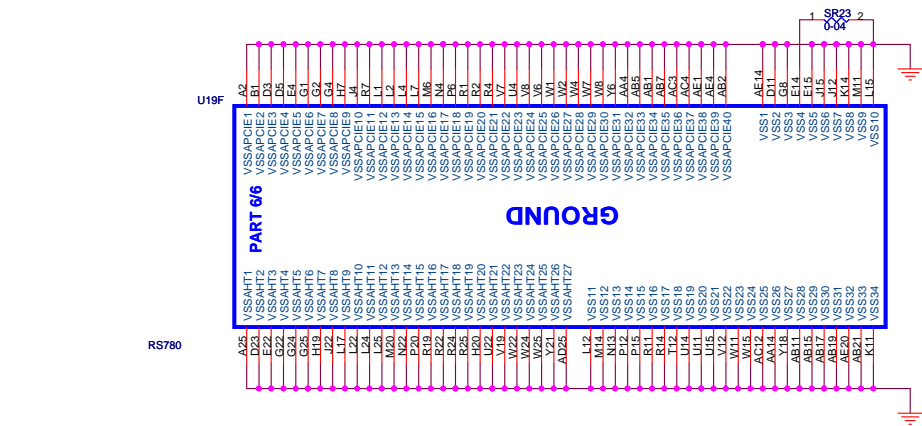 1 SR23 2
0-04
A2 B1 D3 D5 E4 G1 G2 G4 H7 J4 R7 L1 L2 L4 L7 M6 N4 P6 R1 R2 R4 V7 U4 V8 V6 W1 W2 W4 W7 W8 Y6 AA4 AB5 AB1 AB7 AC3 AC4 AE1 AE4 AB2 AE14 D11 G8 E14 E15 J15 J12 K14 M11 L15
U19F
VSSAPCIE1 VSSAPCIE2 VSSAPCIE3 VSSAPCIE4 VSSAPCIE5 VSSAPCIE6 VSSAPCIE7 VSSAPCIE8 VSSAPCIE9 VSSAPCIE10 VSSAPCIE11 VSSAPCIE12 VSSAPCIE13 VSSAPCIE14 VSSAPCIE15 VSSAPCIE16 VSSAPCIE17 VSSAPCIE18 VSSAPCIE19 VSSAPCIE20 VSSAPCIE21 VSSAPCIE22 VSSAPCIE23 VSSAPCIE24 VSSAPCIE25 VSSAPCIE26 VSSAPCIE27 VSSAPCIE28 VSSAPCIE29 VSSAPCIE30 VSSAPCIE31 VSSAPCIE32 VSSAPCIE33 VSSAPCIE34 VSSAPCIE35 VSSAPCIE36 VSSAPCIE37 VSSAPCIE38 VSSAPCIE39 VSSAPCIE40 VSS1 VSS2 VSS3 VSS4 VSS5 VSS6 VSS7 VSS8 VSS9 VSS10
PART 6/6
GROUND
VSSAHT1 VSSAHT2 VSSAHT3 VSSAHT4 VSSAHT5 VSSAHT6 VSSAHT7 VSSAHT8 VSSAHT9 VSSAHT10 VSSAHT11 VSSAHT12 VSSAHT13 VSSAHT14 VSSAHT15 VSSAHT16 VSSAHT17 VSSAHT18 VSSAHT19 VSSAHT20 VSSAHT21 VSSAHT22 VSSAHT23 VSSAHT24 VSSAHT25 VSSAHT26 VSSAHT27 VSS11 VSS12 VSS13 VSS14 VSS15 VSS16 VSS17 VSS18 VSS19 VSS20 VSS21 VSS22 VSS23 VSS24 VSS25 VSS26 VSS27 VSS28 VSS29 VSS30 VSS31 VSS32 VSS33 VSS34
RS780
A25 D23 E22 G22 G24 G25 H19 J22 L17 L22 L24 L25 M20 N22 P20 R19 R22 R24 R25 H20 U22 V19 W22 W24 W25 Y21 AD25 L12 M14 N13 P12 P15 R11 R14 T12 U14 U11 U15 V12 W11 W15 AC12 AA14 Y18 AB11 AB15 AB17 AB19 AE20 AB21 K11